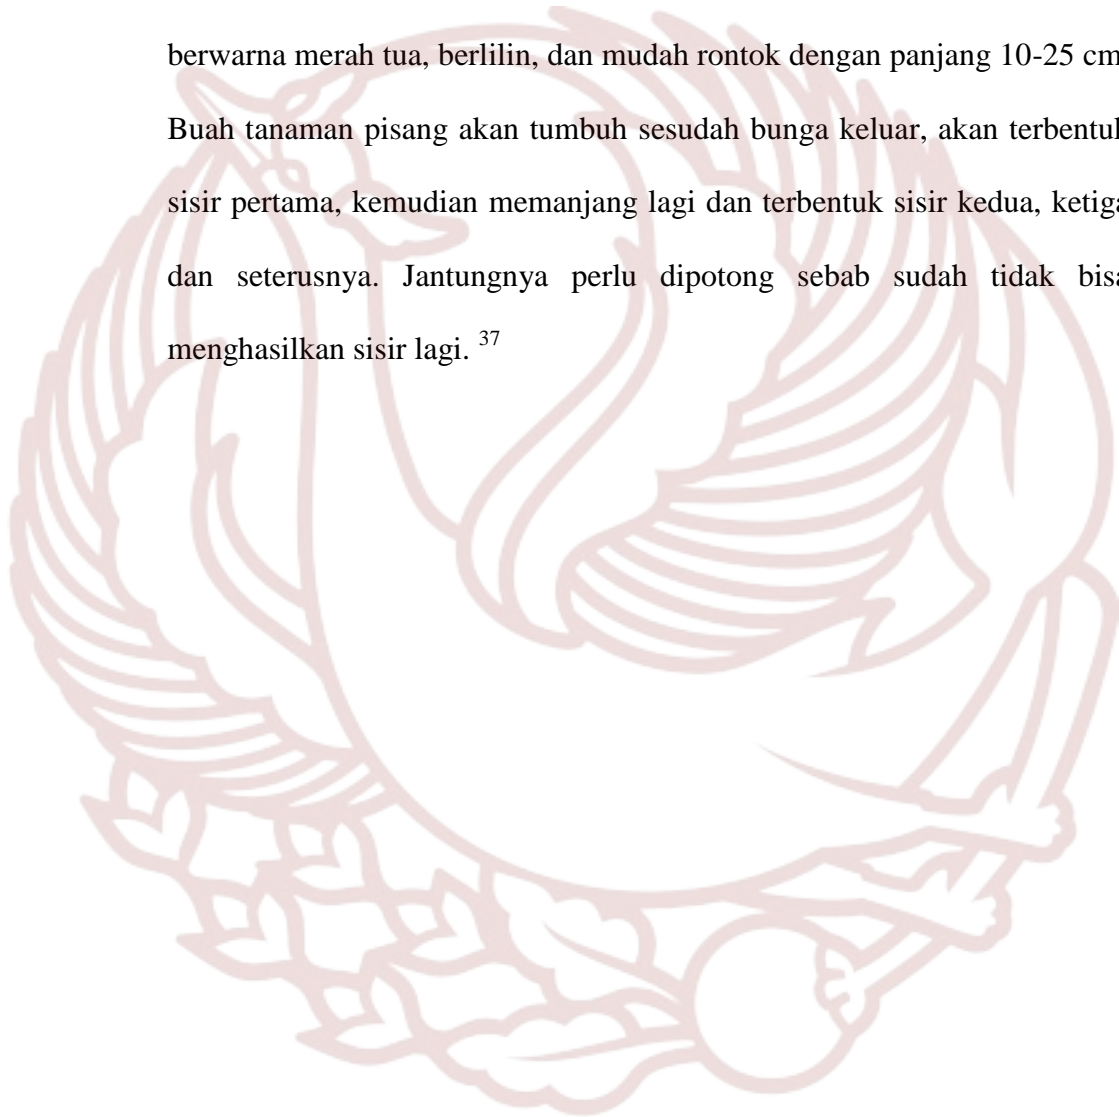 berwarna merah tua, berlilin, dan mudah rontok dengan panjang 10-25 cm
Buah tanaman pisang akan tumbuh sesudah bunga keluar, akan terbentuk
sisir pertama, kemudian memanjang lagi dan terbentuk sisir kedua, ketiga
dan seterusnya. Jantungnya perlu dipotong sebab sudah tidak bisa
menghasilkan sisir lagi. 37